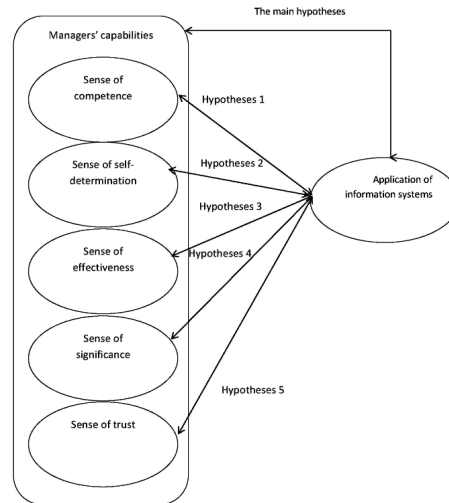 The main hypotheses
Managers' capabilities
Sense of
competence
Hypotheses 1
Sense of self-
determination
Hypotheses 2
Application of
information systems
Hypotheses 3
Sense of
effectiveness
Hypotheses 4
Sense of
significance
Hypotheses 5
Sense of trust